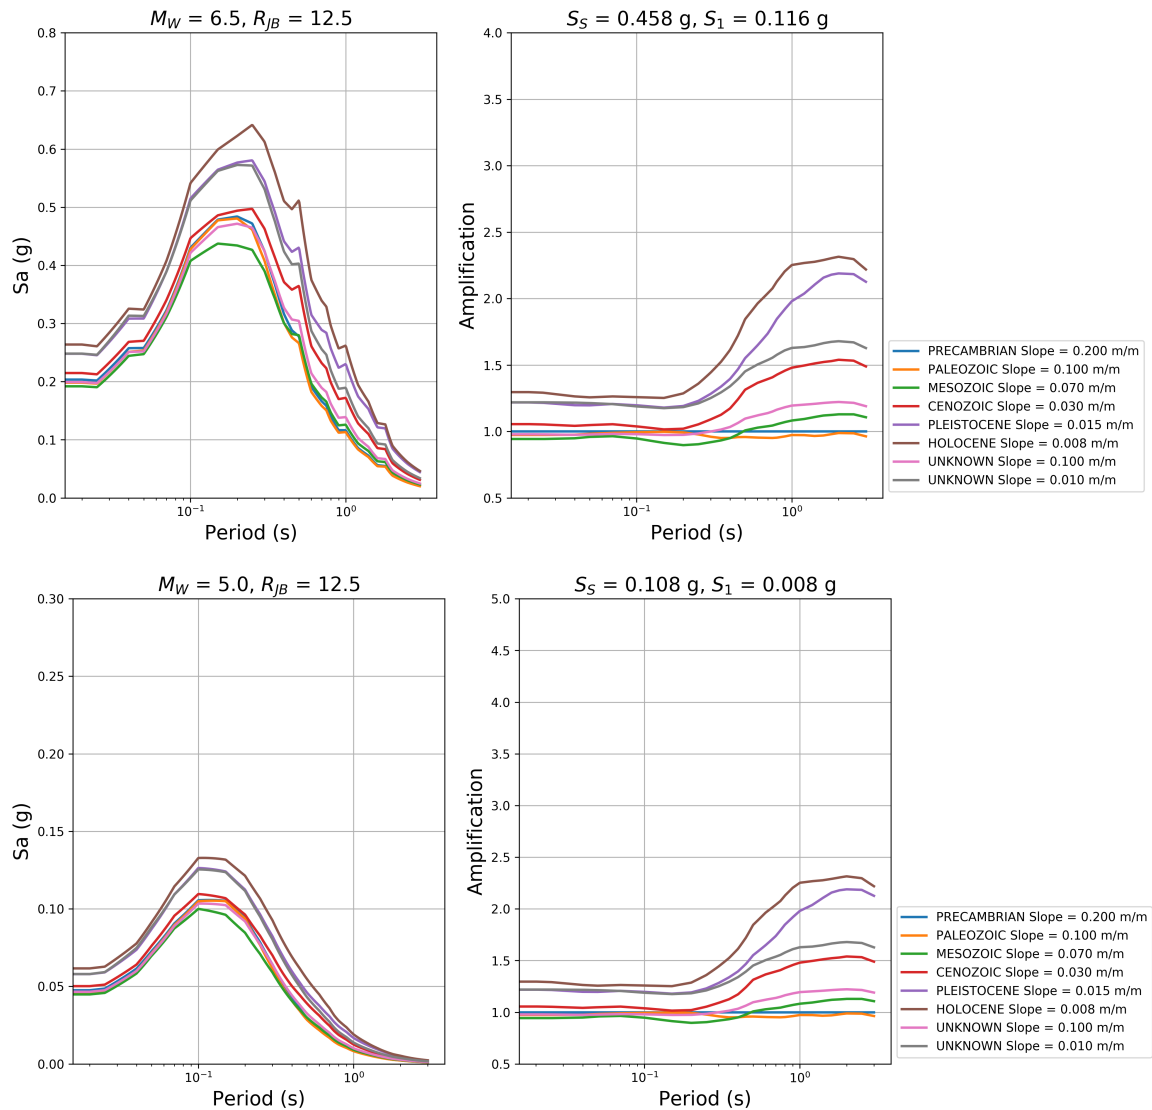 M_W = 6.5, R_JB = 12.5
0.8
0.7
0.6
0.5
0.4
0.3
0.2
0.1
0.0
Sa (g)
10⁻¹
10⁰
Period (s)
S_S = 0.458 g, S_1 = 0.116 g
4.0
3.5
3.0
2.5
2.0
1.5
1.0
0.5
Amplification
10⁻¹
10⁰
Period (s)
PRECAMBRIAN Slope = 0.200 m/m
PALEOZOIC Slope = 0.100 m/m
MESOZOIC Slope = 0.070 m/m
CENOZOIC Slope = 0.030 m/m
PLEISTOCENE Slope = 0.015 m/m
HOLOCENE Slope = 0.008 m/m
UNKNOWN Slope = 0.100 m/m
UNKNOWN Slope = 0.010 m/m
M_W = 5.0, R_JB = 12.5
0.30
0.25
0.20
0.15
0.10
0.05
0.00
Sa (g)
10⁻¹
10⁰
Period (s)
S_S = 0.108 g, S_1 = 0.008 g
5.0
4.5
4.0
3.5
3.0
2.5
2.0
1.5
1.0
0.5
Amplification
10⁻¹
10⁰
Period (s)
PRECAMBRIAN Slope = 0.200 m/m
PALEOZOIC Slope = 0.100 m/m
MESOZOIC Slope = 0.070 m/m
CENOZOIC Slope = 0.030 m/m
PLEISTOCENE Slope = 0.015 m/m
HOLOCENE Slope = 0.008 m/m
UNKNOWN Slope = 0.100 m/m
UNKNOWN Slope = 0.010 m/m